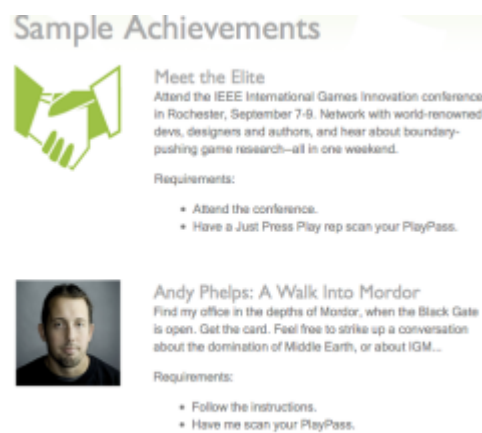 Sample Achievements
Meet the Elite
Attend the IEEE International Games Innovation conference
in Rochester, September 7-9. Network with world-renowned
devs, designers and authors, and hear about boundary-
pushing game research—all in one weekend.
Requirements:
• Attend the conference.
• Have a Just Press Play rep scan your PlayPass.
Andy Phelps: A Walk Into Mordor
Find my office in the depths of Mordor, when the Black Gate
is open. Get the card. Feel free to strike up a conversation
about the domination of Middle Earth, or about IGM...
Requirements:
• Follow the instructions.
• Have me scan your PlayPass.